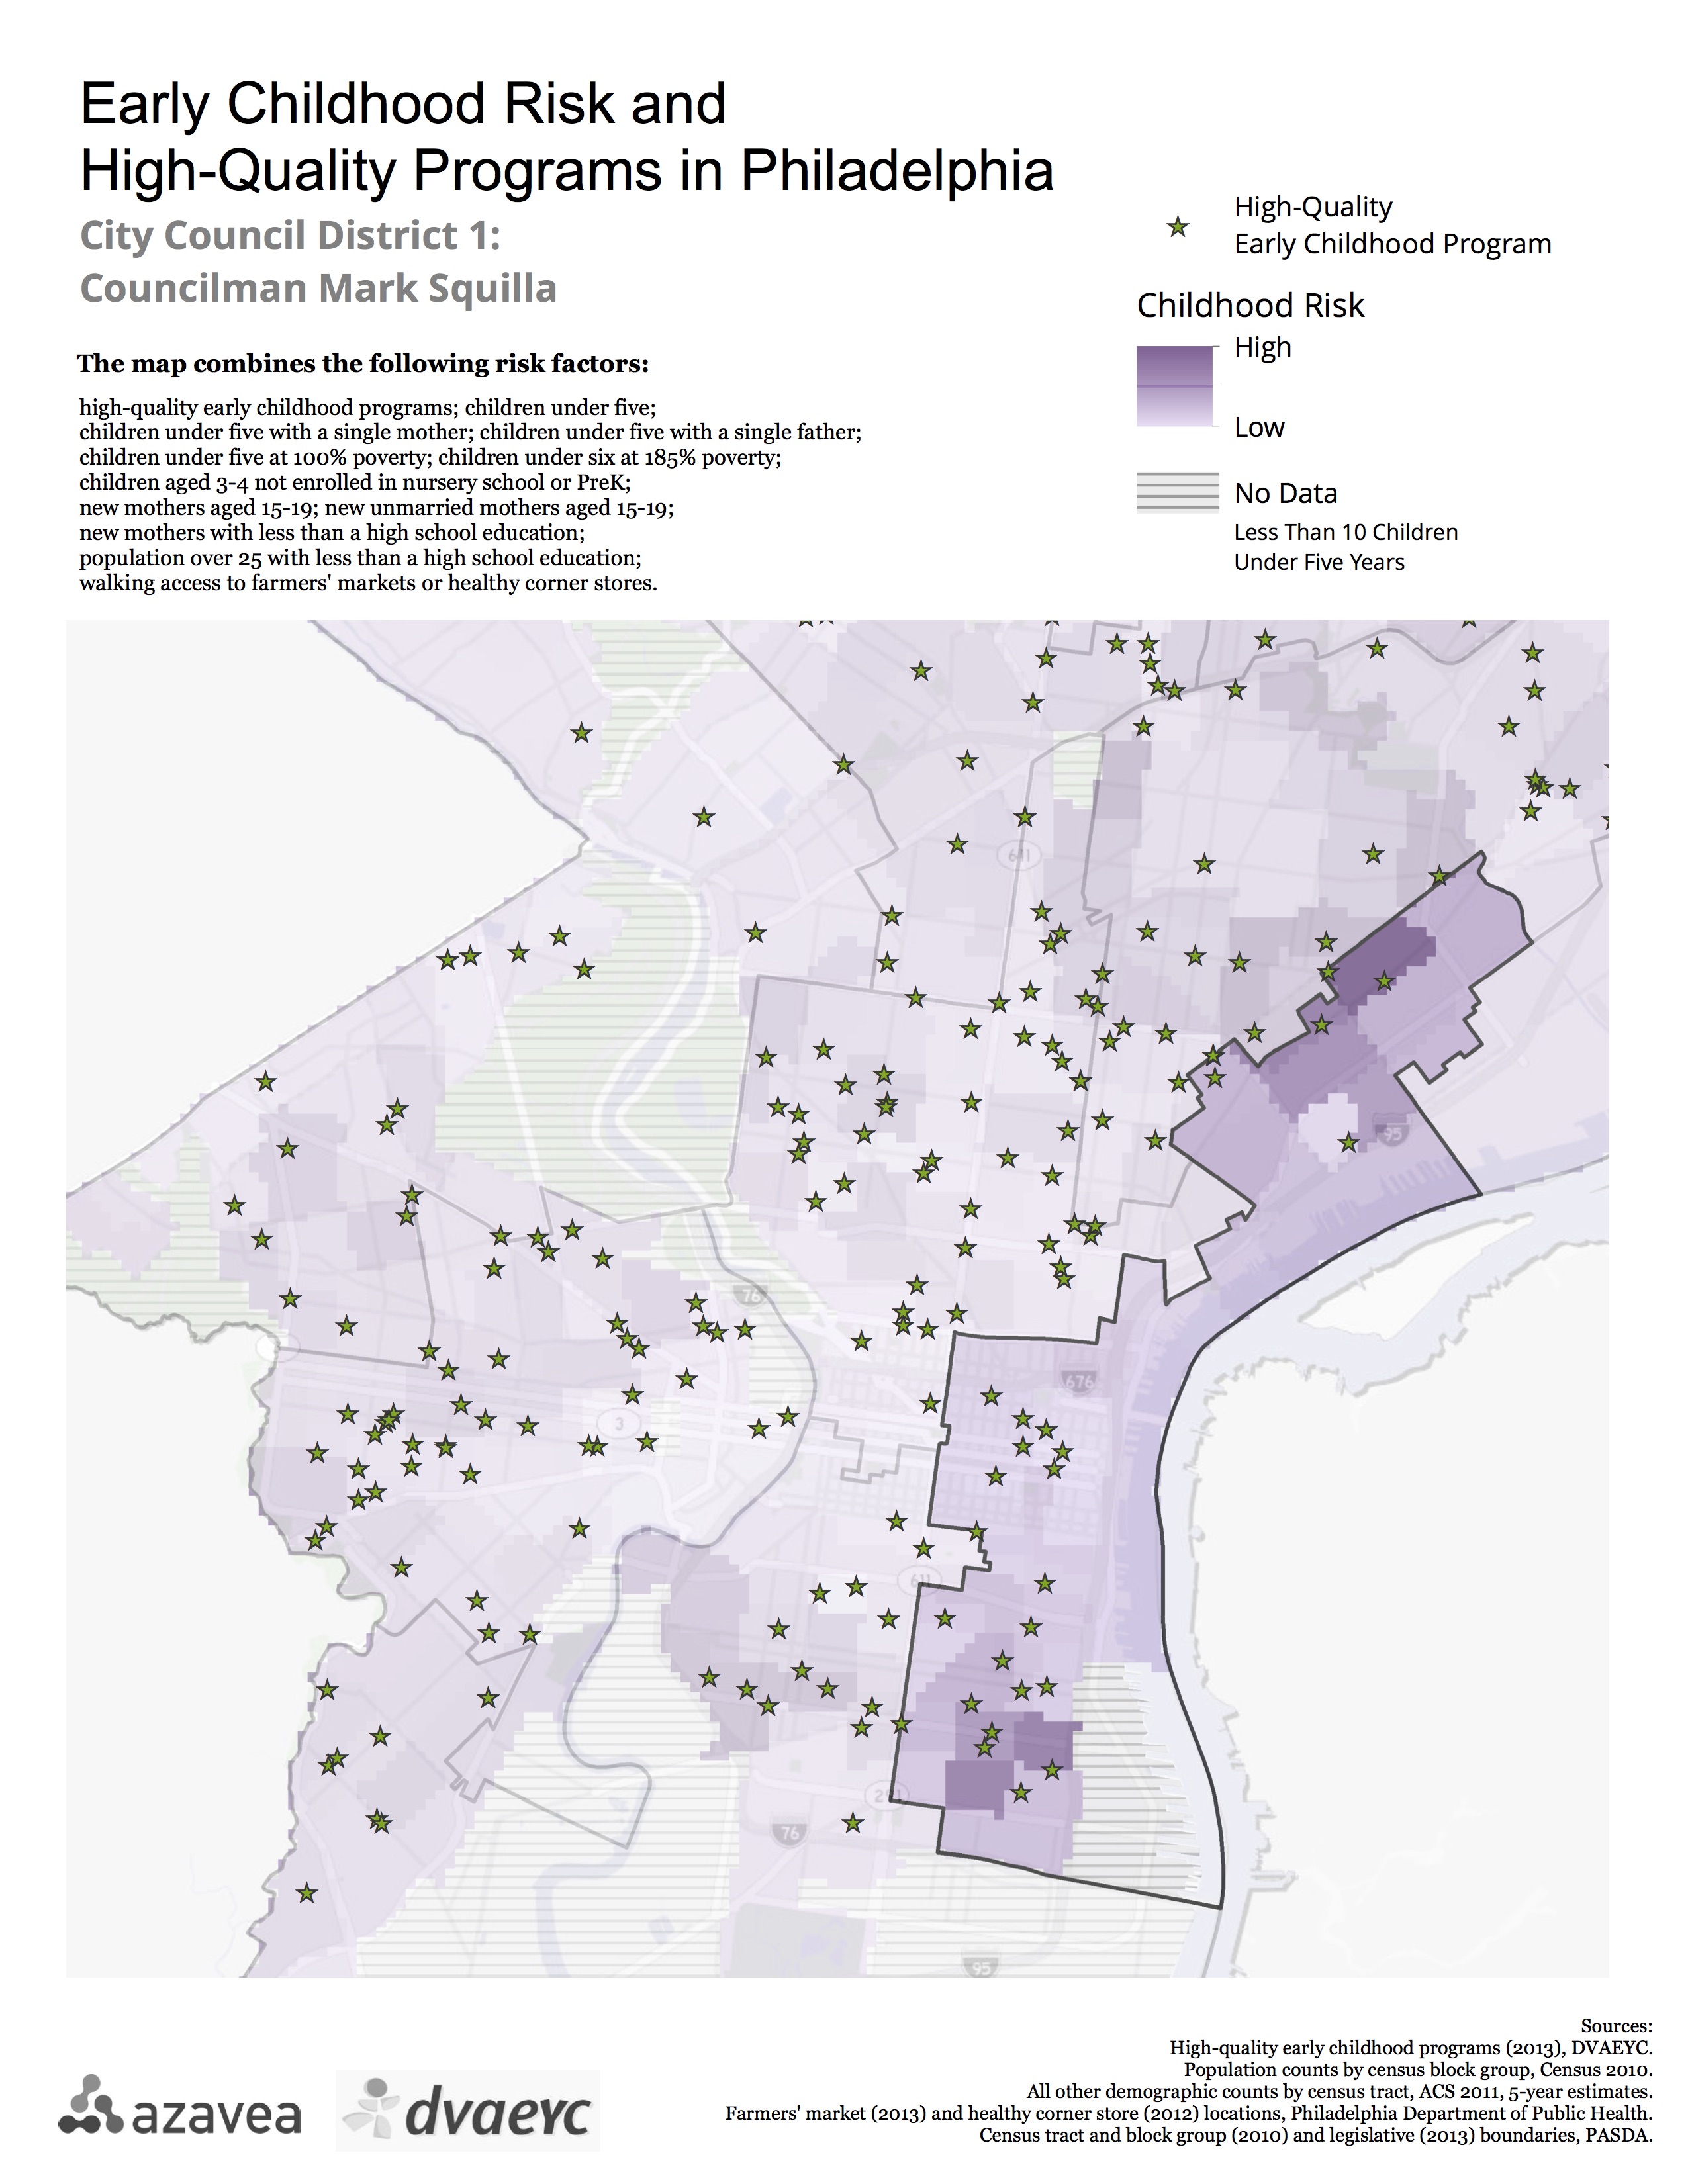 Early Childhood Risk and
High-Quality Programs in Philadelphia
City Council District 1:
Councilman Mark Squilla
The map combines the following risk factors:
high-quality early childhood programs; children under five;
children under five with a single mother; children under five with a single father;
children under five at 100% poverty; children under six at 185% poverty;
children aged 3-4 not enrolled in nursery school or PreK;
new mothers aged 15-19; new unmarried mothers aged 15-19;
new mothers with less than a high school education;
population over 25 with less than a high school education;
walking access to farmers' markets or healthy corner stores.
High-Quality
Early Childhood Program
Childhood Risk
High
Low
No Data
Less Than 10 Children
Under Five Years
95
76
676
3
611
76
95
Sources:
High-quality early childhood programs (2013), DVAEYC.
Population counts by census block group, Census 2010.
All other demographic counts by census tract, ACS 2011, 5-year estimates.
Farmers' market (2013) and healthy corner store (2012) locations, Philadelphia Department of Public Health.
Census tract and block group (2010) and legislative (2013) boundaries, PASDA.
azavea
dvaeyc